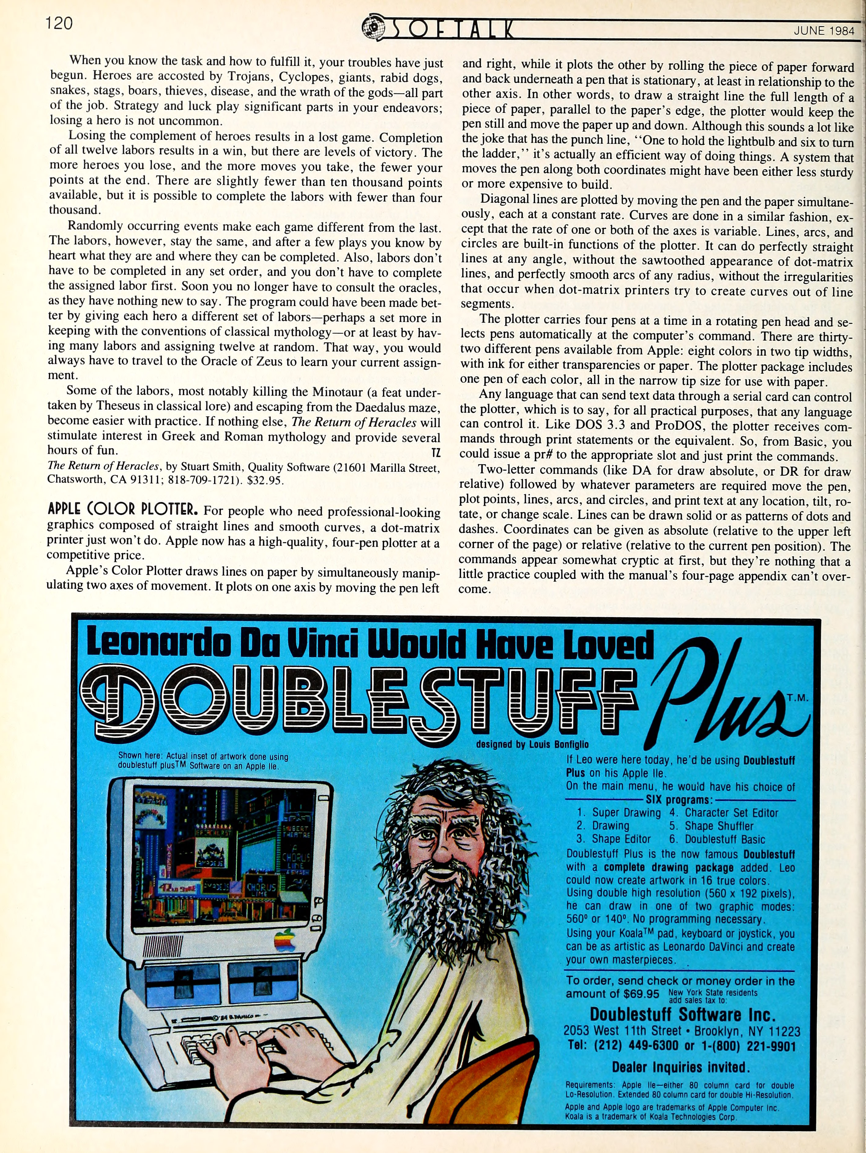 120
SOFTALK
JUNE 1984
When you know the task and how to fulfill it, your troubles have just
begun. Heroes are accosted by Trojans, Cyclopes, giants, rabid dogs,
snakes, stags, boars, thieves, disease, and the wrath of the gods—all part
of the job. Strategy and luck play significant parts in your endeavors;
losing a hero is not uncommon.
Losing the complement of heroes results in a lost game. Completion
of all twelve labors results in a win, but there are levels of victory. The
more heroes you lose, and the more moves you take, the fewer your
points at the end. There are slightly fewer than ten thousand points
available, but it is possible to complete the labors with fewer than four
thousand.
Randomly occurring events make each game different from the last.
The labors, however, stay the same, and after a few plays you know by
heart what they are and where they can be completed. Also, labors don't
have to be completed in any set order, and you don't have to complete
the assigned labor first. Soon you no longer have to consult the oracles,
as they have nothing new to say. The program could have been made bet-
ter by giving each hero a different set of labors—perhaps a set more in
keeping with the conventions of classical mythology—or at least by hav-
ing many labors and assigning twelve at random. That way, you would
always have to travel to the Oracle of Zeus to learn your current assign-
ment.
Some of the labors, most notably killing the Minotaur (a feat under-
taken by Theseus in classical lore) and escaping from the Daedalus maze,
become easier with practice. If nothing else, The Return of Heracles will
stimulate interest in Greek and Roman mythology and provide several
hours of fun. TZ
The Return of Heracles, by Stuart Smith, Quality Software (21601 Marilla Street,
Chatsworth, CA 91311; 818-709-1721). $32.95.
APPLE COLOR PLOTTER. For people who need professional-looking
graphics composed of straight lines and smooth curves, a dot-matrix
printer just won't do. Apple now has a high-quality, four-pen plotter at a
competitive price.
Apple's Color Plotter draws lines on paper by simultaneously manip-
ulating two axes of movement. It plots on one axis by moving the pen left
and right, while it plots the other by rolling the piece of paper forward
and back underneath a pen that is stationary, at least in relationship to the
other axis. In other words, to draw a straight line the full length of a
piece of paper, parallel to the paper's edge, the plotter would keep the
pen still and move the paper up and down. Although this sounds a lot like
the joke that has the punch line, ''One to hold the lightbulb and six to turn
the ladder,'' it's actually an efficient way of doing things. A system that
moves the pen along both coordinates might have been either less sturdy
or more expensive to build.
Diagonal lines are plotted by moving the pen and the paper simultane-
ously, each at a constant rate. Curves are done in a similar fashion, ex-
cept that the rate of one or both of the axes is variable. Lines, arcs, and
circles are built-in functions of the plotter. It can do perfectly straight
lines at any angle, without the sawtoothed appearance of dot-matrix
lines, and perfectly smooth arcs of any radius, without the irregularities
that occur when dot-matrix printers try to create curves out of line
segments.
The plotter carries four pens at a time in a rotating pen head and se-
lects pens automatically at the computer's command. There are thirty-
two different pens available from Apple: eight colors in two tip widths,
with ink for either transparencies or paper. The plotter package includes
one pen of each color, all in the narrow tip size for use with paper.
Any language that can send text data through a serial card can control
the plotter, which is to say, for all practical purposes, that any language
can control it. Like DOS 3.3 and ProDOS, the plotter receives com-
mands through print statements or the equivalent. So, from Basic, you
could issue a pr# to the appropriate slot and just print the commands.
Two-letter commands (like DA for draw absolute, or DR for draw
relative) followed by whatever parameters are required move the pen,
plot points, lines, arcs, and circles, and print text at any location, tilt, ro-
tate, or change scale. Lines can be drawn solid or as patterns of dots and
dashes. Coordinates can be given as absolute (relative to the upper left
corner of the page) or relative (relative to the current pen position). The
commands appear somewhat cryptic at first, but they're nothing that a
little practice coupled with the manual's four-page appendix can't over-
come.
Leonardo Da Vinci Would Have Loved
DOUBLESTUFF Plus T.M.
designed by Louis Bonfiglio
Shown here: Actual inset of artwork done using
doublestuff plus™ Software on an Apple IIe.
AMADEUS
CHORUS
LINE
If Leo were here today, he'd be using Doublestuff
Plus on his Apple IIe.
On the main menu, he would have his choice of
SIX programs:
1. Super Drawing 4. Character Set Editor
2. Drawing 5. Shape Shuffler
3. Shape Editor 6. Doublestuff Basic
Doublestuff Plus is the now famous Doublestuff
with a complete drawing package added. Leo
could now create artwork in 16 true colors.
Using double high resolution (560 x 192 pixels),
he can draw in one of two graphic modes:
560° or 140°. No programming necessary.
Using your Koala™ pad, keyboard or joystick, you
can be as artistic as Leonardo DaVinci and create
your own masterpieces.
To order, send check or money order in the
amount of $69.95 New York State residents
add sales tax to:
Doublestuff Software Inc.
2053 West 11th Street • Brooklyn, NY 11223
Tel: (212) 449-6300 or 1-(800) 221-9901
Dealer Inquiries invited.
Requirements: Apple IIe—either 80 column card for double
Lo-Resolution. Extended 80 column card for double Hi-Resolution.
Apple and Apple logo are trademarks of Apple Computer Inc.
Koala is a trademark of Koala Technologies Corp.